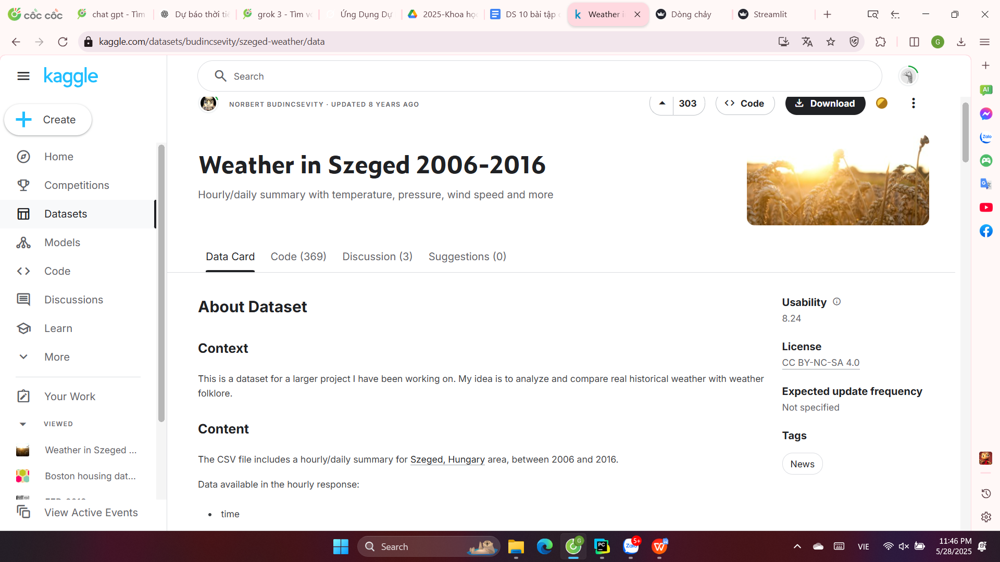 cốc cốc
chat gpt - Tìm
Dự báo thời tiế
grok 3 - Tìm
Ứng Dụng Dự
2025-Khoa học
DS 10 bài tập
Weather i
Dòng chảy
Streamlit
kaggle.com/datasets/budincsevity/szeged-weather/data
G
kaggle
Search
Create
Home
Competitions
Datasets
Models
Code
Discussions
Learn
More
Your Work
VIEWED
Weather in Szeged ...
Boston housing dat...
View Active Events
NORBERT BUDINCSEVITY · UPDATED 8 YEARS AGO
303
Code
Download
Weather in Szeged 2006-2016
Hourly/daily summary with temperature, pressure, wind speed and more
Data Card
Code (369)
Discussion (3)
Suggestions (0)
About Dataset
Context
This is a dataset for a larger project I have been working on. My idea is to analyze and compare real historical weather with weather
folklore.
Content
The CSV file includes a hourly/daily summary for Szeged, Hungary area, between 2006 and 2016.
Data available in the hourly response:
• time
Usability
8.24
License
CC BY-NC-SA 4.0
Expected update frequency
Not specified
Tags
News
AI
Zalo
Search
G
PC
Zalo
5+
W
VIE
11:46 PM
5/28/2025